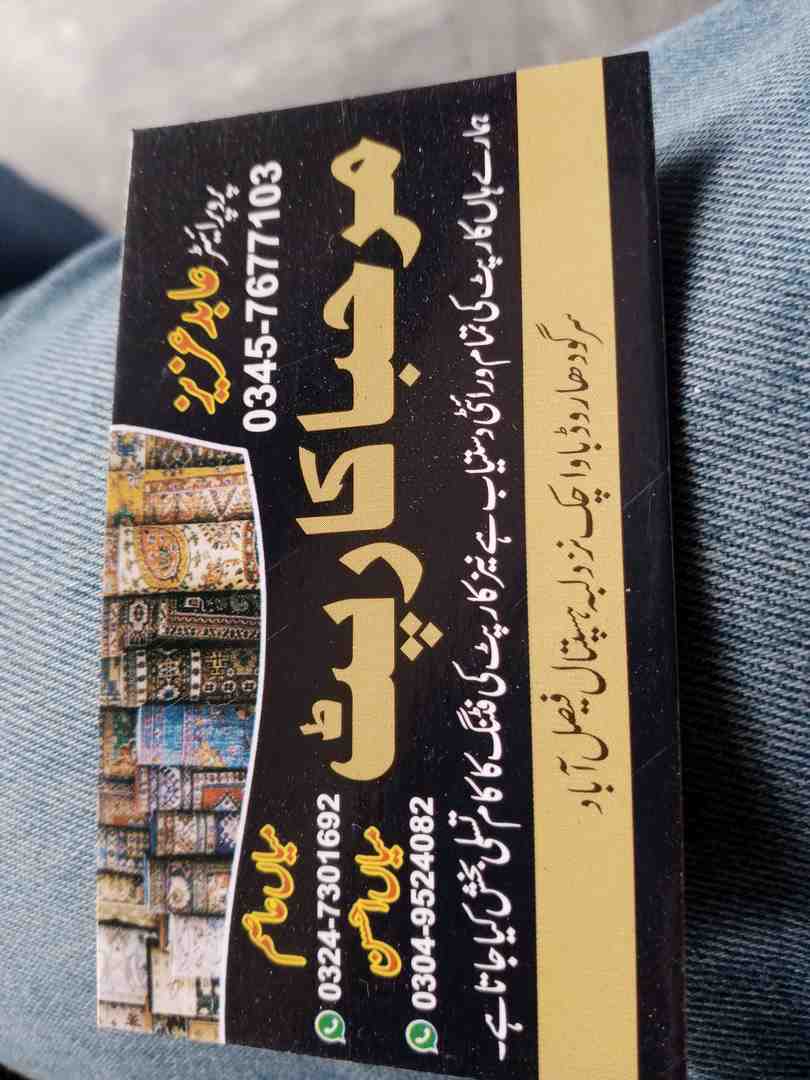 پروپرائیٹر
عابد عزیز
0345-7677103
مرحبا کارپٹ
میاں عاصم
0324-7301692
میاں احسن
0304-9524082
ہمارے ہاں کارپٹ کی تمام ورائٹی دستیاب ہے نیز کارپٹ کی فٹنگ کا کام تسلی بخش کیا جاتا ہے۔
سرگودھا روڈ باوا چک نزد لبہ ہسپتال فیصل آباد